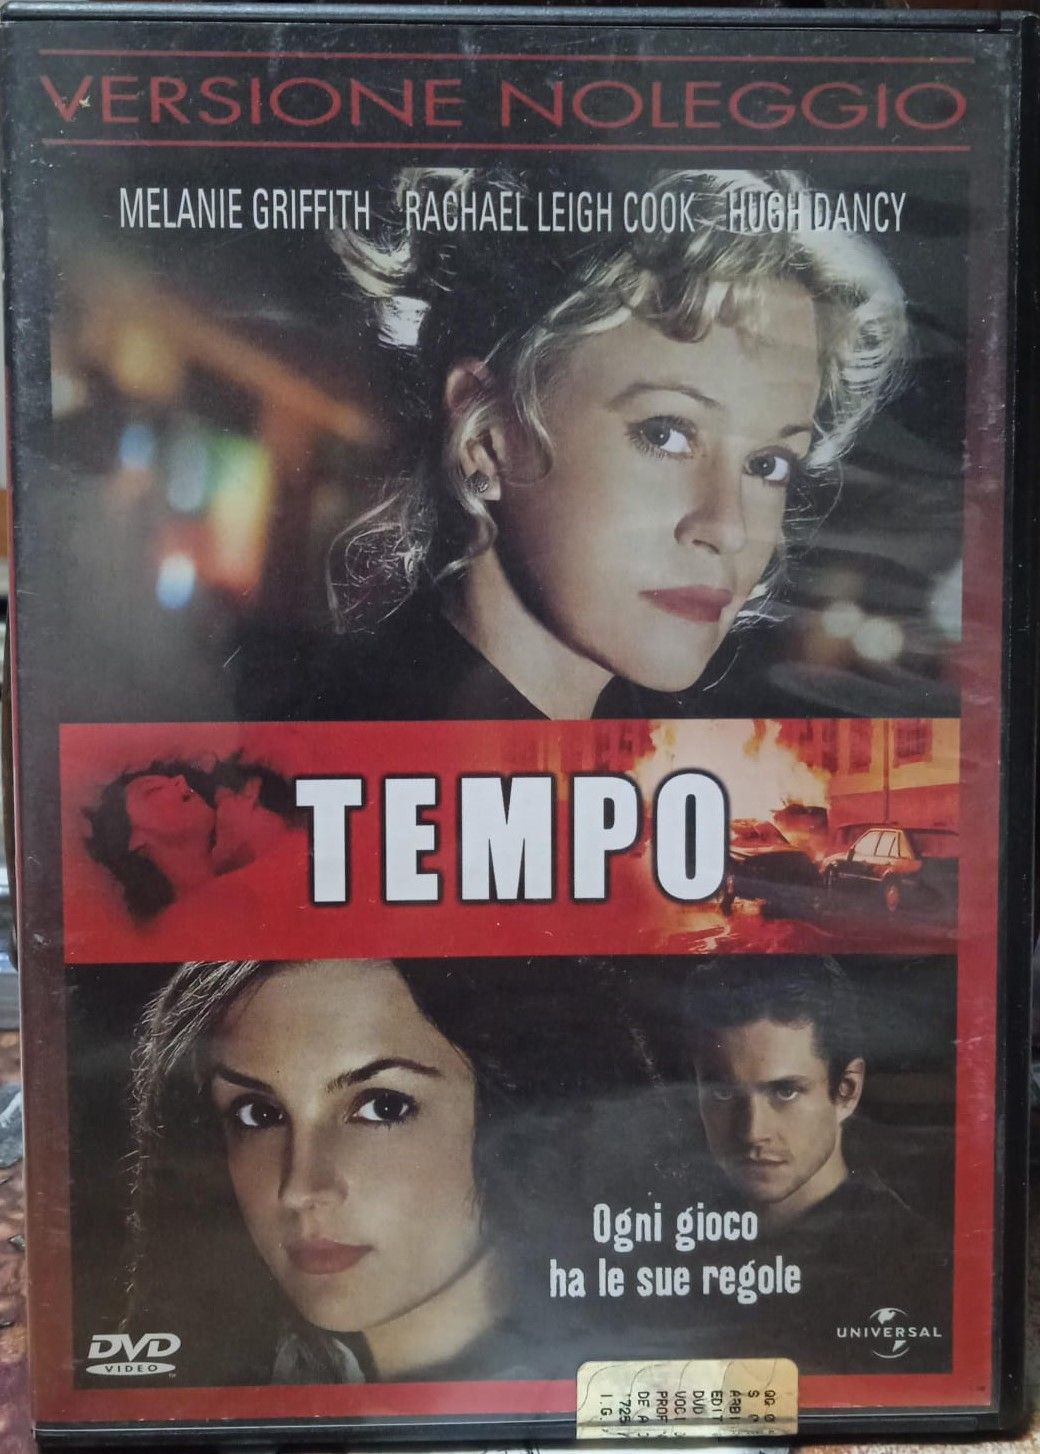 VERSIONE NOLEGGIO
MELANIE GRIFFITH RACHAEL LEIGH COOK HUGH DANCY
TEMPO
Ogni gioco
ha le sue regole
DVD
VIDEO
UNIVERSAL